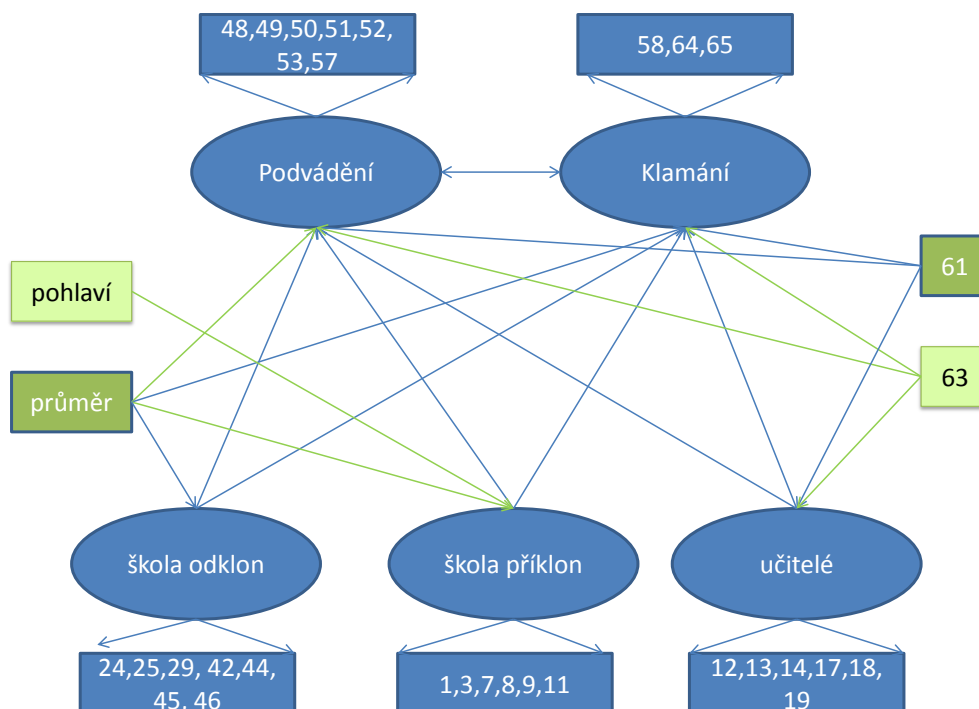 48,49,50,51,52,
53,57
58,64,65
Podvádění
Klamání
61
pohlaví
63
průměr
škola odklon
škola příklon
učitelé
24,25,29, 42,44,
45, 46
1,3,7,8,9,11
12,13,14,17,18,
19